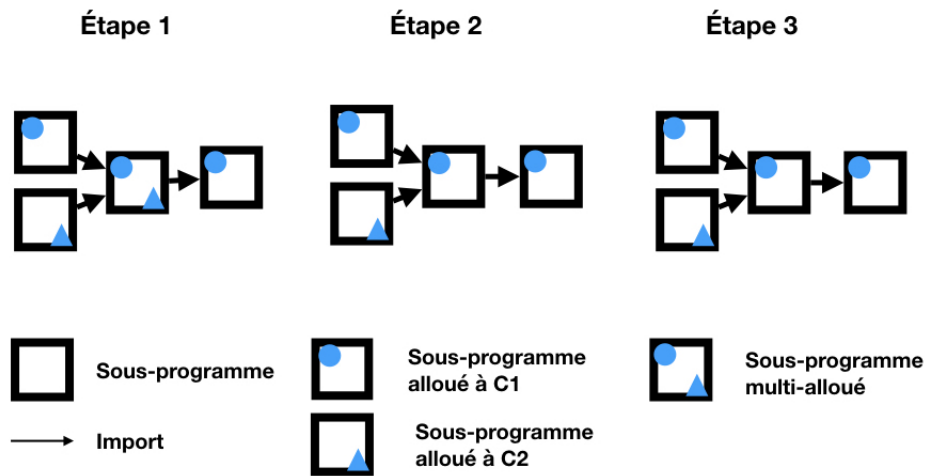 Étape 1
Étape 2
Étape 3
Sous-programme
Import
Sous-programme
alloué à C1
Sous-programme
alloué à C2
Sous-programme
multi-alloué